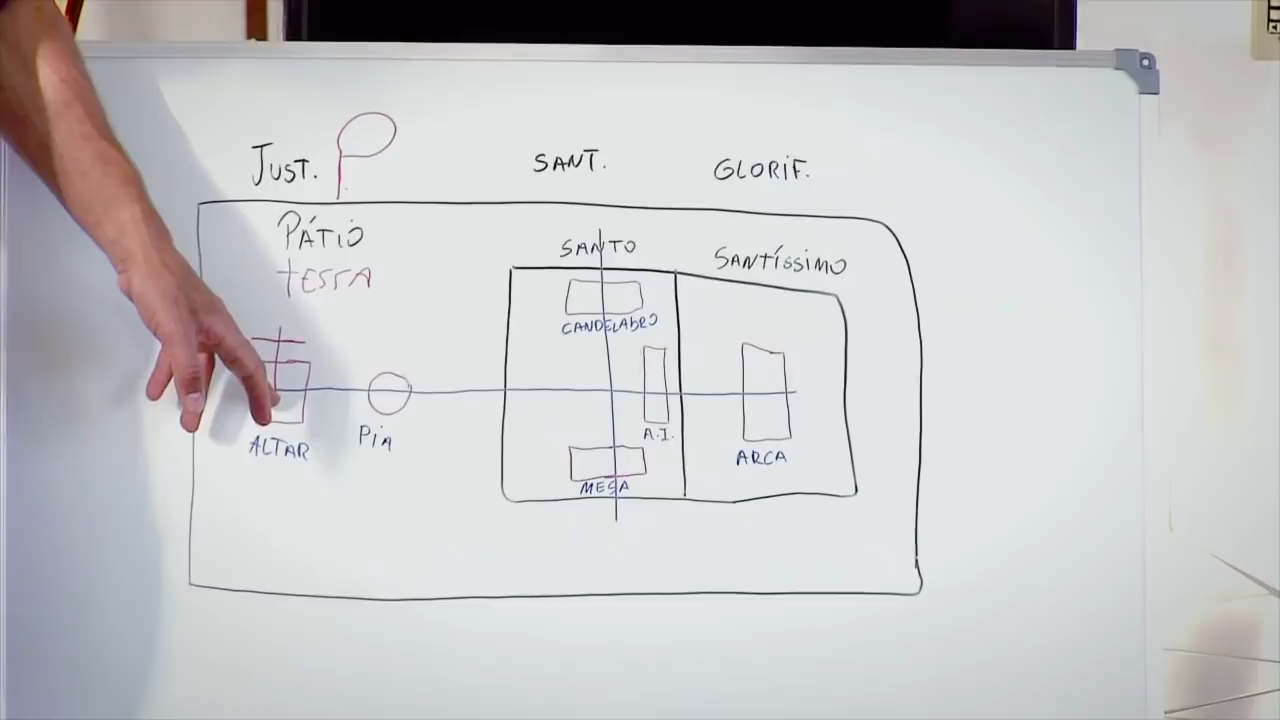 JUST. P
SANT.
GLORIF.
PÁTIO
TERRA
SANTO
SANTÍSSIMO
CANDELABRO
ALTAR
PIA
A.I.
ARCA
MESA